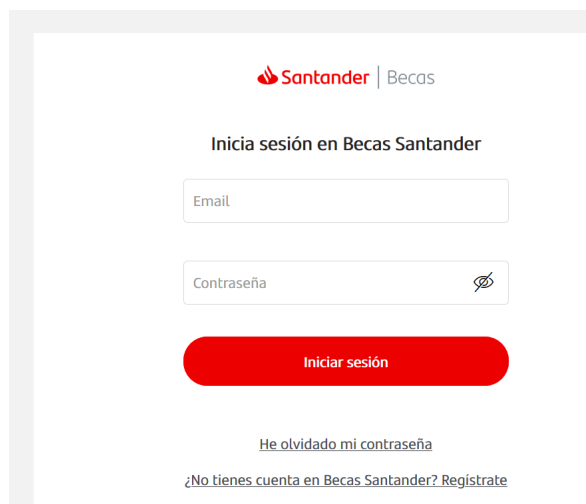 Santander | Becas
Inicia sesión en Becas Santander
Email
Contraseña
Iniciar sesión
He olvidado mi contraseña
¿No tienes cuenta en Becas Santander? Regístrate